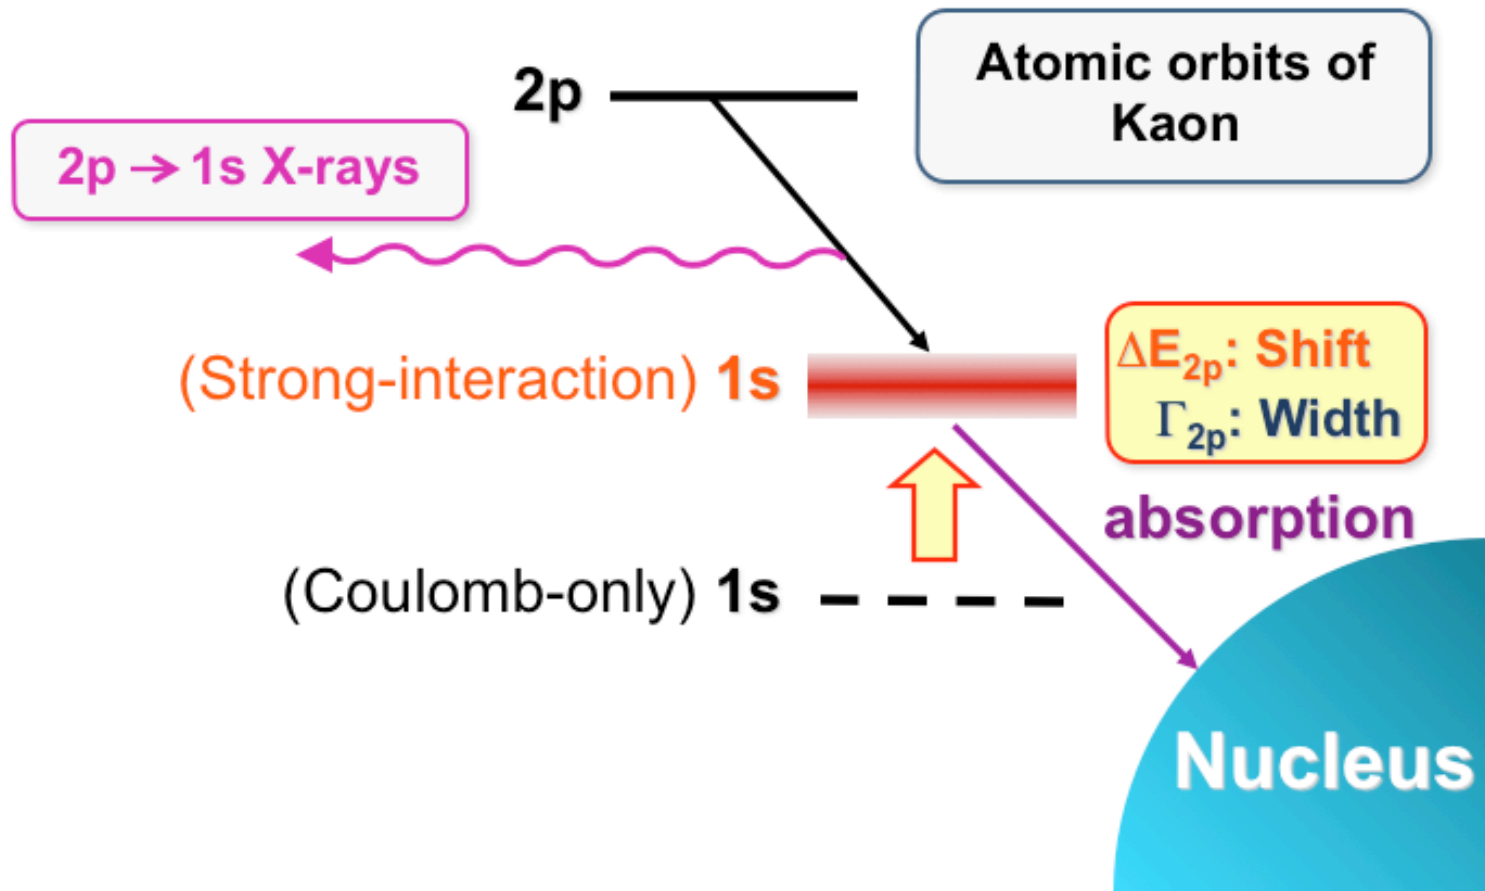 2p
Atomic orbits of
Kaon
2p → 1s X-rays
(Strong-interaction) 1s
ΔE2p: Shift
Γ2p: Width
absorption
(Coulomb-only) 1s
Nucleus